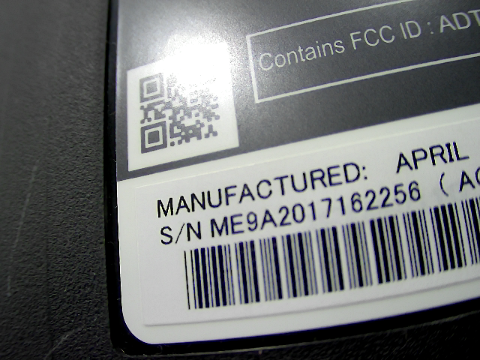 Contains FCC ID : ADT
MANUFACTURED: APRIL
S/N ME9A2017162256 ( AC